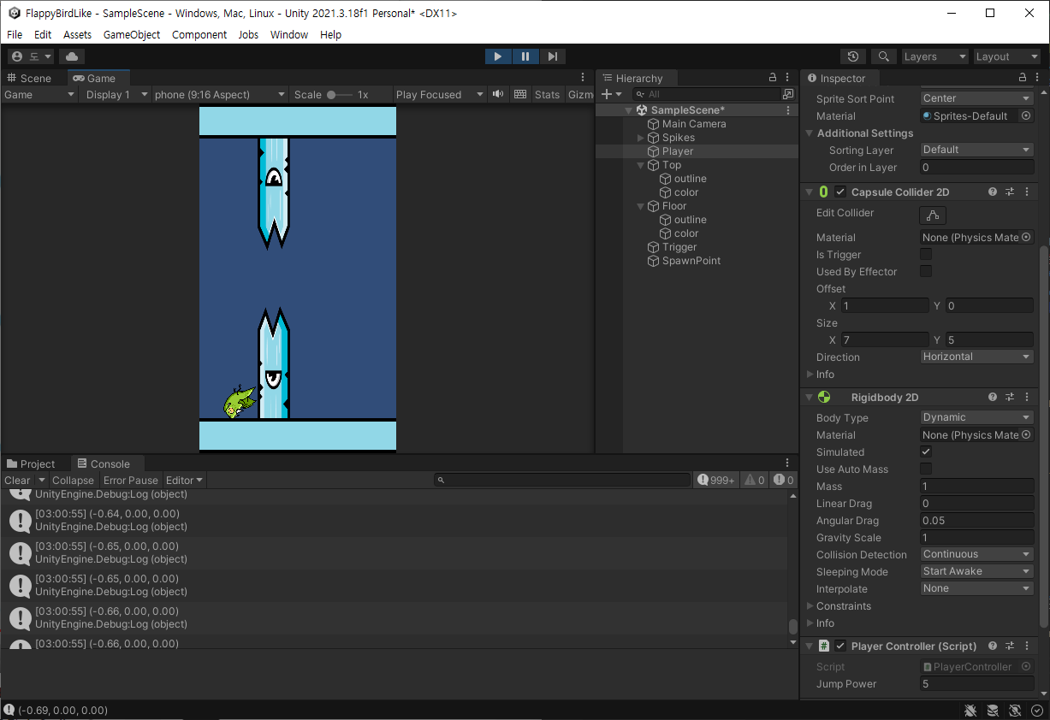 FlappyBirdLike - SampleScene - Windows, Mac, Linux - Unity 2021.3.18f1 Personal* <DX11>
File Edit Assets GameObject Component Jobs Window Help
도 Layers Layout
Scene Game
Game Display 1 phone (9:16 Aspect) Scale 1x Play Focused Stats Gizm
Hierarchy
All
SampleScene*
Main Camera
Spikes
Player
Top
outline
color
Floor
outline
color
Trigger
SpawnPoint
Inspector
Sprite Sort Point Center
Material Sprites-Default
Additional Settings
Sorting Layer Default
Order in Layer 0
Capsule Collider 2D
Edit Collider
Material None (Physics Mate
Is Trigger
Used By Effector
Offset
X 1 Y 0
Size
X 7 Y 5
Direction Horizontal
Info
Rigidbody 2D
Body Type Dynamic
Material None (Physics Mate
Simulated
Use Auto Mass
Mass 1
Linear Drag 0
Angular Drag 0.05
Gravity Scale 1
Collision Detection Continuous
Sleeping Mode Start Awake
Interpolate None
Constraints
Info
Player Controller (Script)
Script PlayerController
Jump Power 5
Project Console
Clear Collapse Error Pause Editor 999+ 0 0
UnityEngine.Debug:Log (object)
[03:00:55] (-0.64, 0.00, 0.00)
UnityEngine.Debug:Log (object)
[03:00:55] (-0.65, 0.00, 0.00)
UnityEngine.Debug:Log (object)
[03:00:55] (-0.65, 0.00, 0.00)
UnityEngine.Debug:Log (object)
[03:00:55] (-0.66, 0.00, 0.00)
UnityEngine.Debug:Log (object)
[03:00:55] (-0.66, 0.00, 0.00)
(-0.69, 0.00, 0.00)